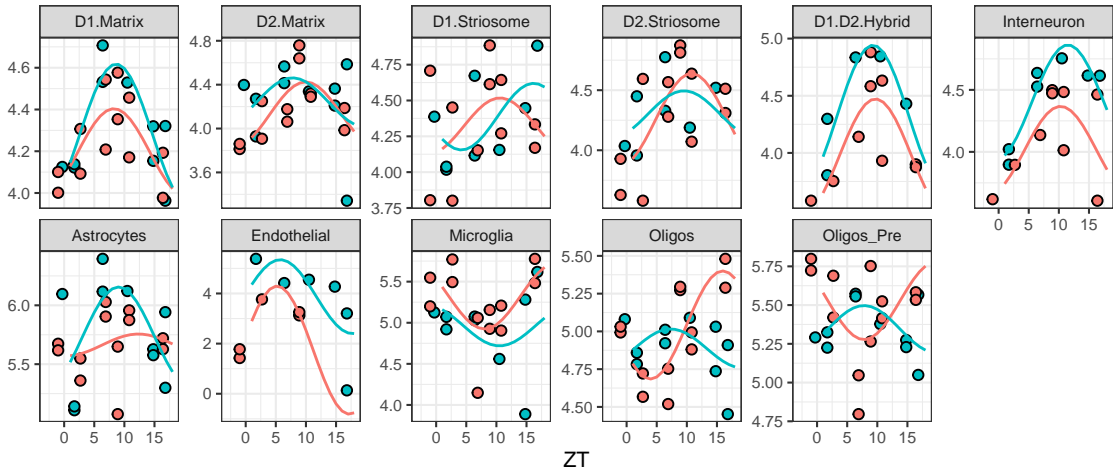 D1.Matrix D2.Matrix D1.Striosome D2.Striosome D1.D2.Hybrid Interneuron
4.6 4.4 4.2 4.0
4.8 4.4 4.0 3.6
4.75 4.50 4.25 4.00 3.75
4.5 4.0
5.0 4.5 4.0
4.5 4.0
Astrocytes Endothelial Microglia Oligos Oligos_Pre
6.0 5.5
4 2 0
5.5 5.0 4.5 4.0
5.50 5.25 5.00 4.75 4.50
5.75 5.50 5.25 5.00 4.75
0 5 10 15 0 5 10 15 0 5 10 15 0 5 10 15 0 5 10 15 0 5 10 15
ZT